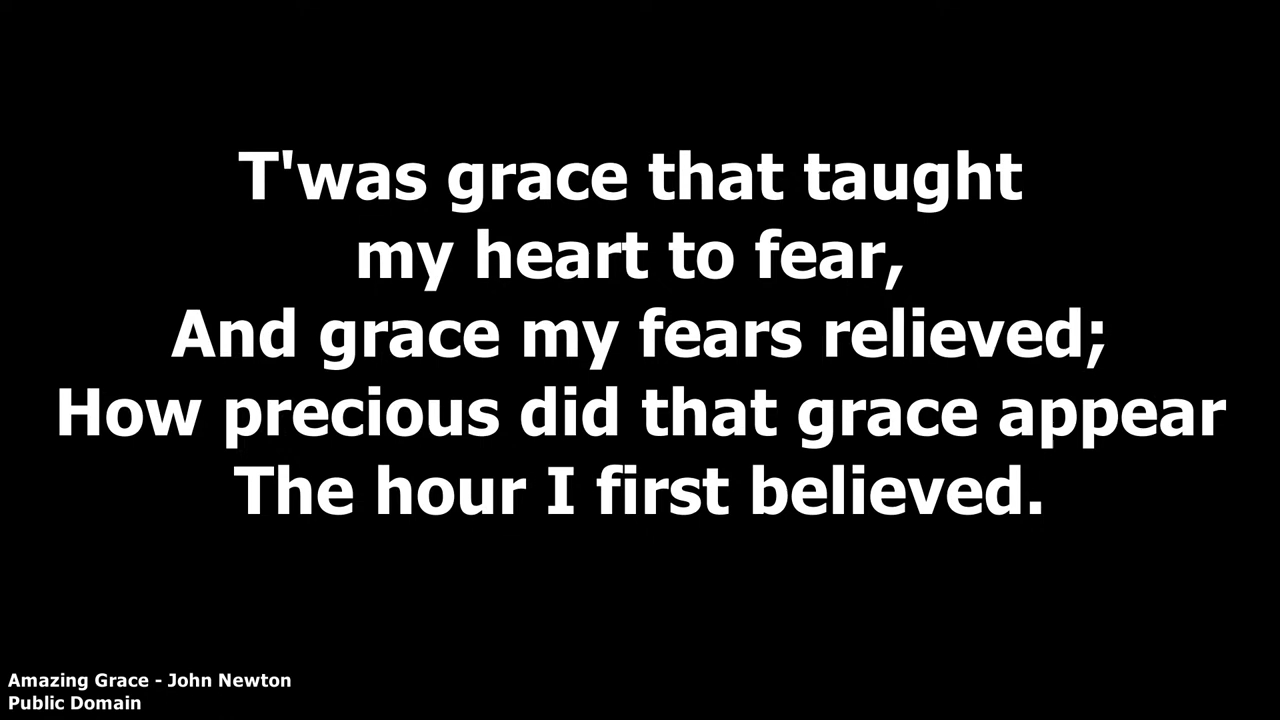 T'was grace that taught
my heart to fear,
And grace my fears relieved;
How precious did that grace appear
The hour I first believed.
Amazing Grace - John Newton
Public Domain